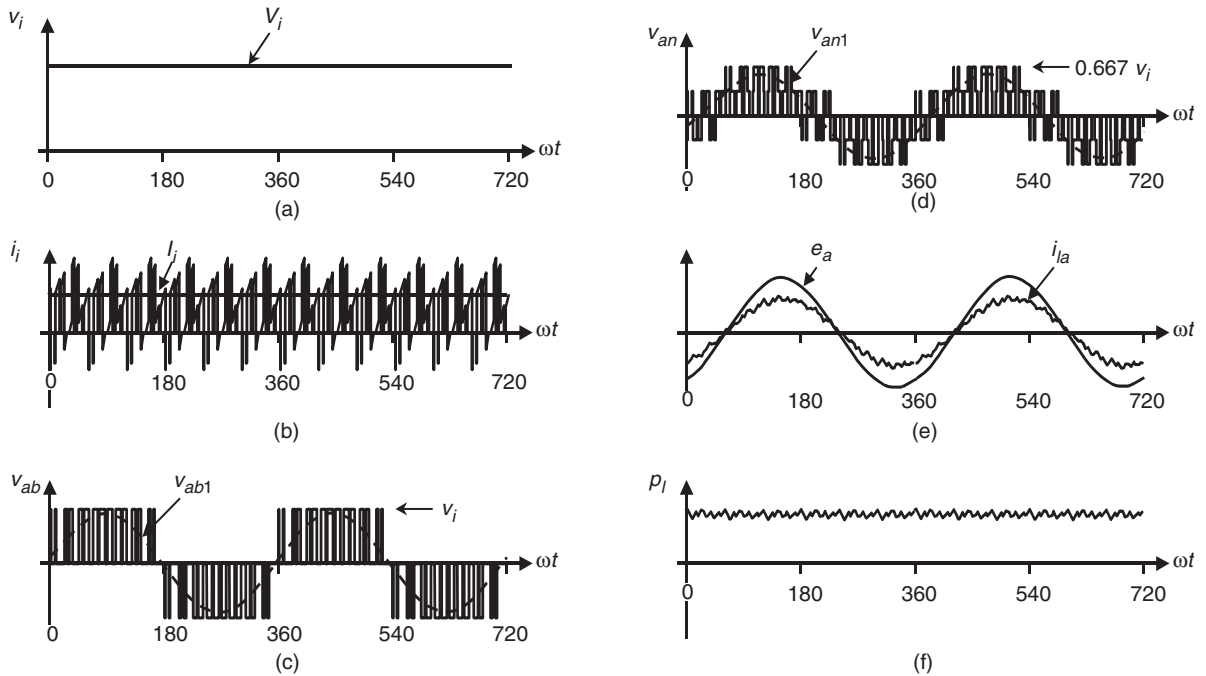 v_i
V_i
ωt
0 180 360 540 720
(a)
i_i
I_i
ωt
0 180 360 540 720
(b)
v_ab
v_ab1
v_i
ωt
0 180 360 540 720
(c)
v_an
v_an1
0.667 v_i
ωt
0 180 360 540 720
(d)
e_a
i_la
ωt
0 180 360 540 720
(e)
p_l
ωt
0 180 360 540 720
(f)